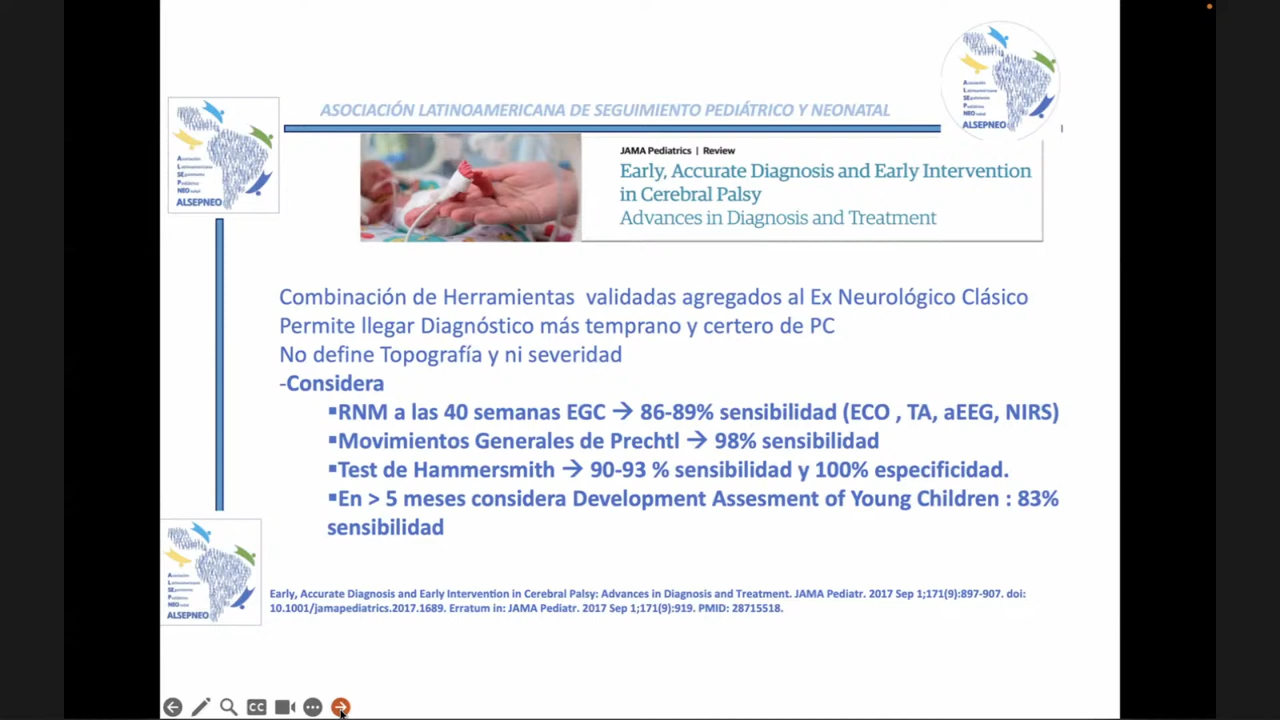 ASOCIACIÓN LATINOAMERICANA DE SEGUIMIENTO PEDIÁTRICO Y NEONATAL
ALSEPNEO
ALSEPNEO
JAMA Pediatrics | Review
Early, Accurate Diagnosis and Early Intervention
in Cerebral Palsy
Advances in Diagnosis and Treatment
Combinación de Herramientas validadas agregados al Ex Neurológico Clásico
Permite llegar Diagnóstico más temprano y certero de PC
No define Topografía y ni severidad
-Considera
▪RNM a las 40 semanas EGC → 86-89% sensibilidad (ECO , TA, aEEG, NIRS)
▪Movimientos Generales de Prechtl → 98% sensibilidad
▪Test de Hammersmith → 90-93 % sensibilidad y 100% especificidad.
▪En > 5 meses considera Development Assesment of Young Children : 83%
sensibilidad
ALSEPNEO
Early, Accurate Diagnosis and Early Intervention in Cerebral Palsy: Advances in Diagnosis and Treatment. JAMA Pediatr. 2017 Sep 1;171(9):897-907. doi:
10.1001/jamapediatrics.2017.1689. Erratum in: JAMA Pediatr. 2017 Sep 1;171(9):919. PMID: 28715518.
CC